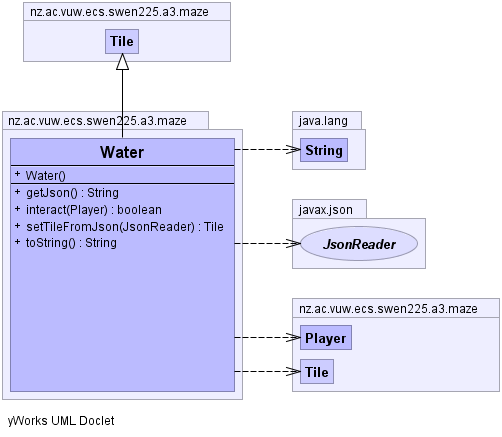 nz.ac.vuw.ecs.swen225.a3.maze
Tile
nz.ac.vuw.ecs.swen225.a3.maze
Water
+ Water()
+ getJson() : String
+ interact(Player) : boolean
+ setTileFromJson(JsonReader) : Tile
+ toString() : String
java.lang
String
javax.json
JsonReader
nz.ac.vuw.ecs.swen225.a3.maze
Player
Tile
yWorks UML Doclet